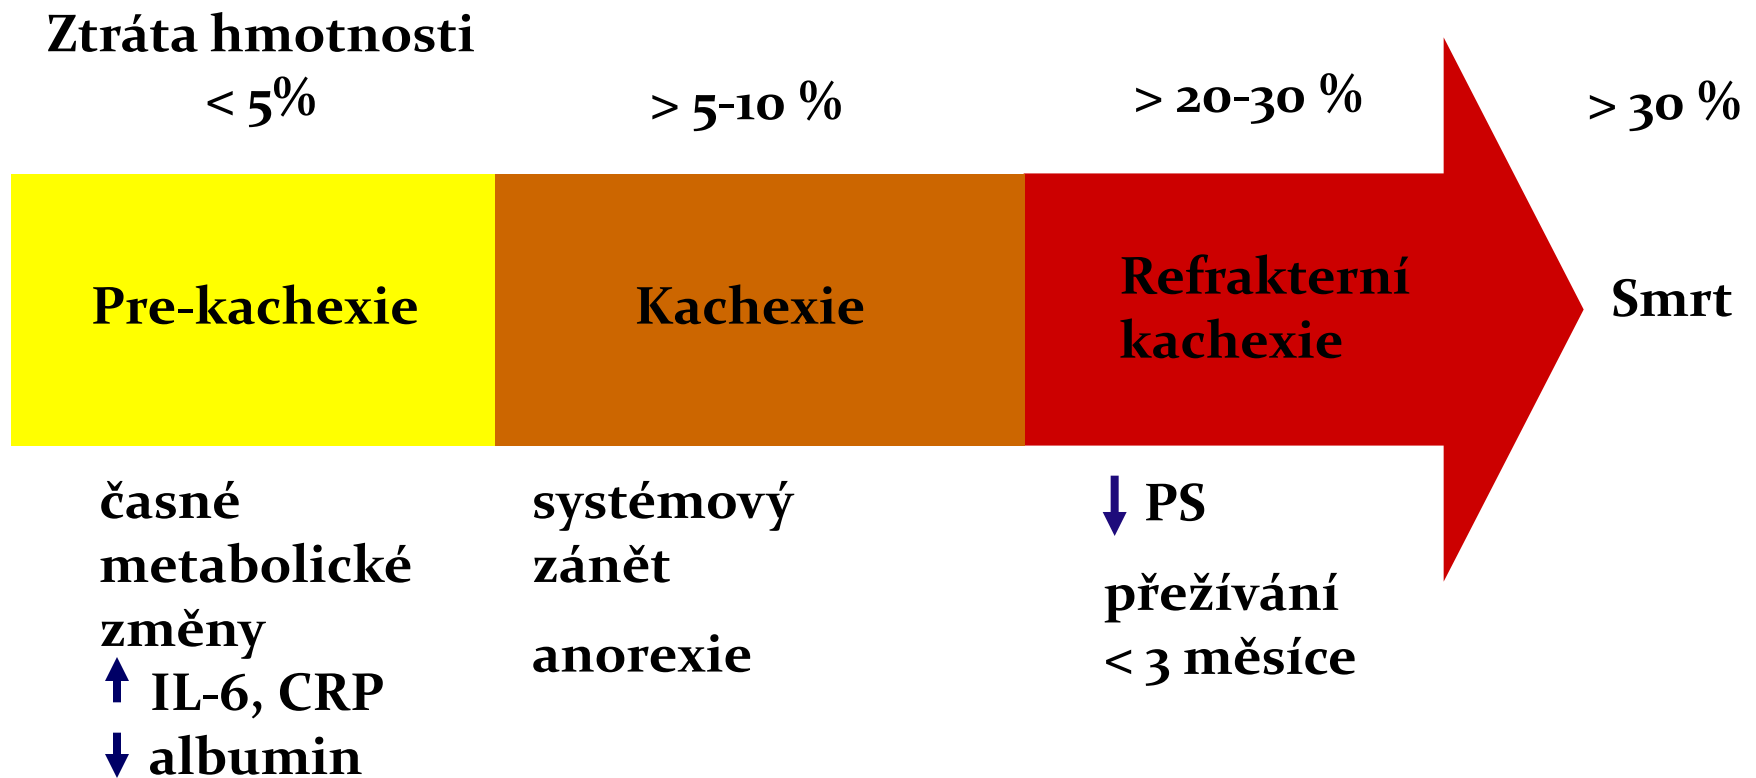 Ztráta hmotnosti
< 5%
> 5-10 %
> 20-30 %
> 30 %
Pre-kachexie
Kachexie
Refrakterní
kachexie
Smrt
časné
metabolické
změny
↑ IL-6, CRP
↓ albumin
systémový
zánět
anorexie
↓ PS
přežívání
< 3 měsíce